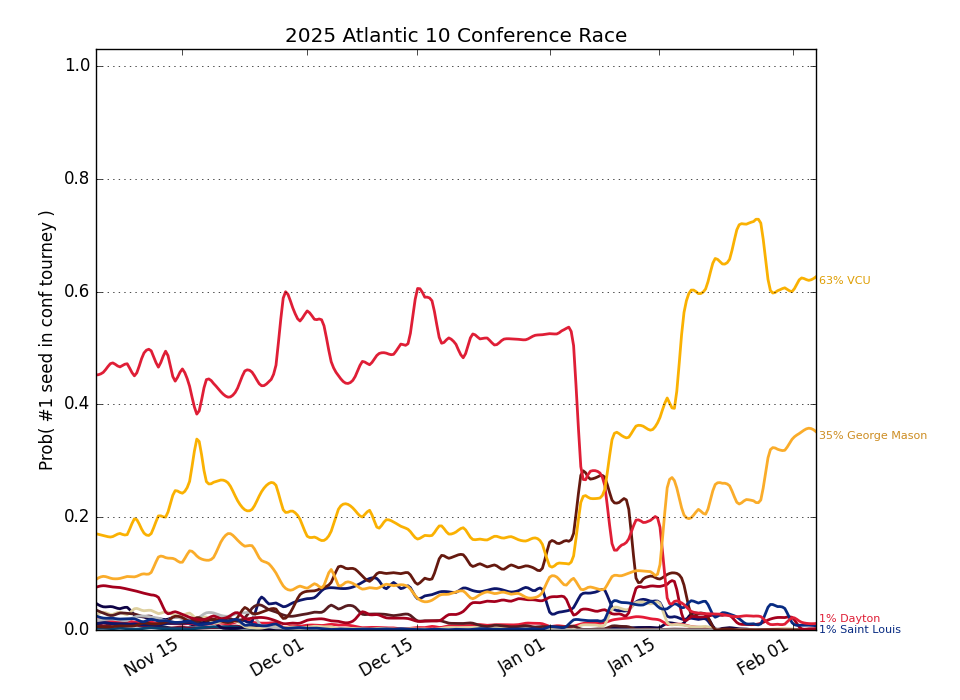 2025 Atlantic 10 Conference Race
Prob( #1 seed in conf tourney )
1.0
0.8
0.6
0.4
0.2
0.0
63% VCU
35% George Mason
1% Dayton
1% Saint Louis
Nov 15
Dec 01
Dec 15
Jan 01
Jan 15
Feb 01